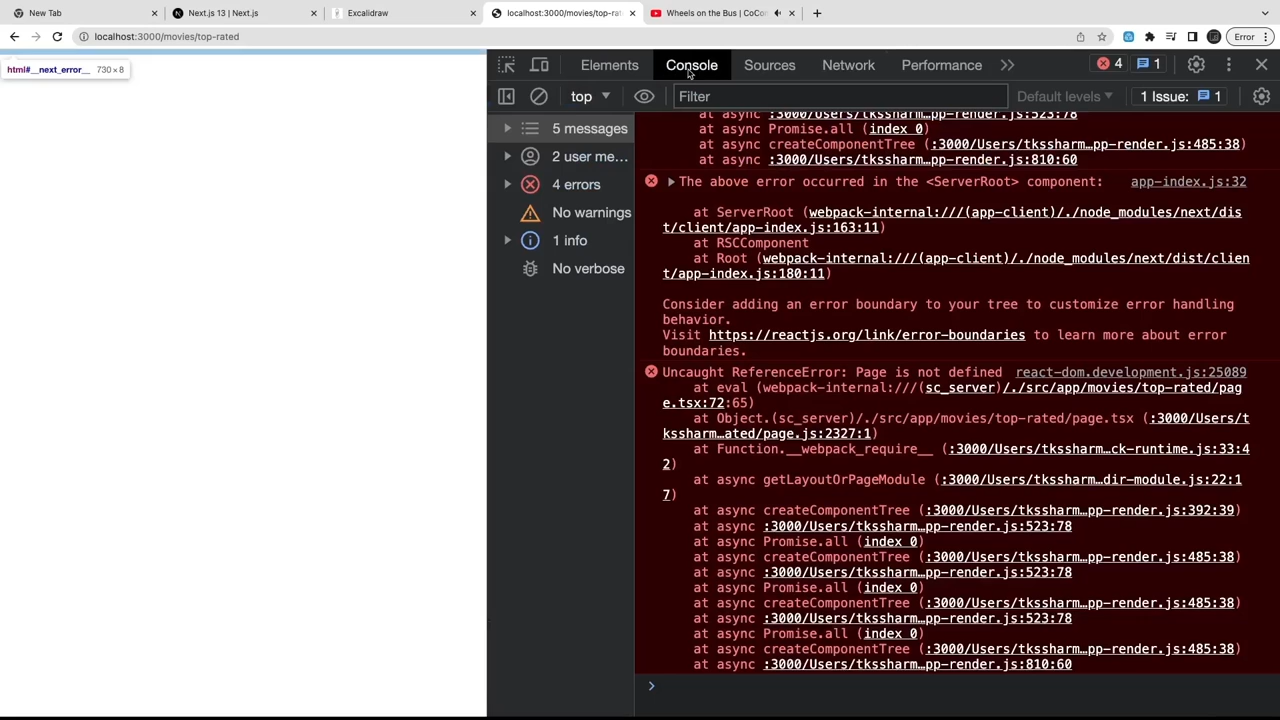 New Tab
Next.js 13 | Next.js
Excalidraw
localhost:3000/movies/top-rat
Wheels on the Bus | CoCom
localhost:3000/movies/top-rated
Error
html#__next_error__ 730 × 8
Elements
Console
Sources
Network
Performance
4
1
top
Filter
Default levels
1 Issue: 1
5 messages
2 user me…
4 errors
No warnings
1 info
No verbose
at async :3000/Users/tkssharm…pp-render.js:523:78
at async Promise.all (index 0)
at async createComponentTree (:3000/Users/tkssharm…pp-render.js:485:38)
at async :3000/Users/tkssharm…pp-render.js:810:60
The above error occurred in the <ServerRoot> component: app-index.js:32
at ServerRoot (webpack-internal:///(app-client)/./node_modules/next/dis
t/client/app-index.js:163:11)
at RSCComponent
at Root (webpack-internal:///(app-client)/./node_modules/next/dist/clien
t/app-index.js:180:11)
Consider adding an error boundary to your tree to customize error handling
behavior.
Visit https://reactjs.org/link/error-boundaries to learn more about error
boundaries.
Uncaught ReferenceError: Page is not defined react-dom.development.js:25089
at eval (webpack-internal:///(sc_server)/./src/app/movies/top-rated/pag
e.tsx:72:65)
at Object.(sc_server)/./src/app/movies/top-rated/page.tsx (:3000/Users/t
kssharm…ated/page.js:2327:1)
at Function.__webpack_require__ (:3000/Users/tkssharm…ck-runtime.js:33:4
2)
at async getLayoutOrPageModule (:3000/Users/tkssharm…dir-module.js:22:1
7)
at async createComponentTree (:3000/Users/tkssharm…pp-render.js:392:39)
at async :3000/Users/tkssharm…pp-render.js:523:78
at async Promise.all (index 0)
at async createComponentTree (:3000/Users/tkssharm…pp-render.js:485:38)
at async :3000/Users/tkssharm…pp-render.js:523:78
at async Promise.all (index 0)
at async createComponentTree (:3000/Users/tkssharm…pp-render.js:485:38)
at async :3000/Users/tkssharm…pp-render.js:523:78
at async Promise.all (index 0)
at async createComponentTree (:3000/Users/tkssharm…pp-render.js:485:38)
at async :3000/Users/tkssharm…pp-render.js:810:60